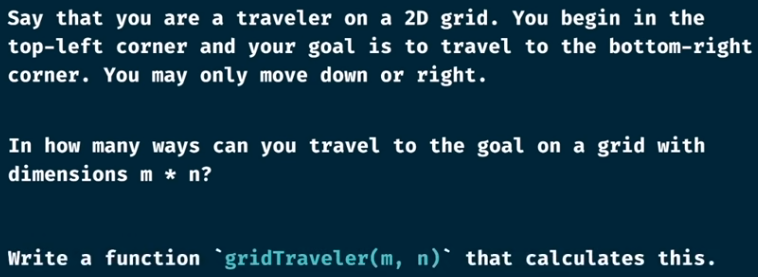 Say that you are a traveler on a 2D grid. You begin in the
top-left corner and your goal is to travel to the bottom-right
corner. You may only move down or right.
In how many ways can you travel to the goal on a grid with
dimensions m * n?
Write a function `gridTraveler(m, n)` that calculates this.